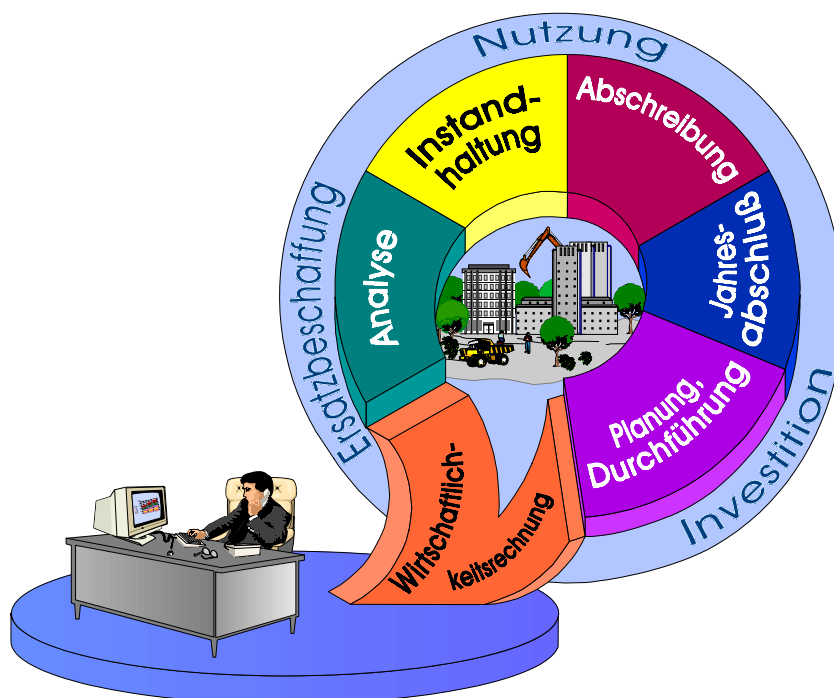 Nutzung
Instand-
haltung
Abschreibung
Jahres-
abschluß
Planung,
Durchführung
Investition
Wirtschaftlich-
keitsrechnung
Analyse
Ersatzbeschaffung